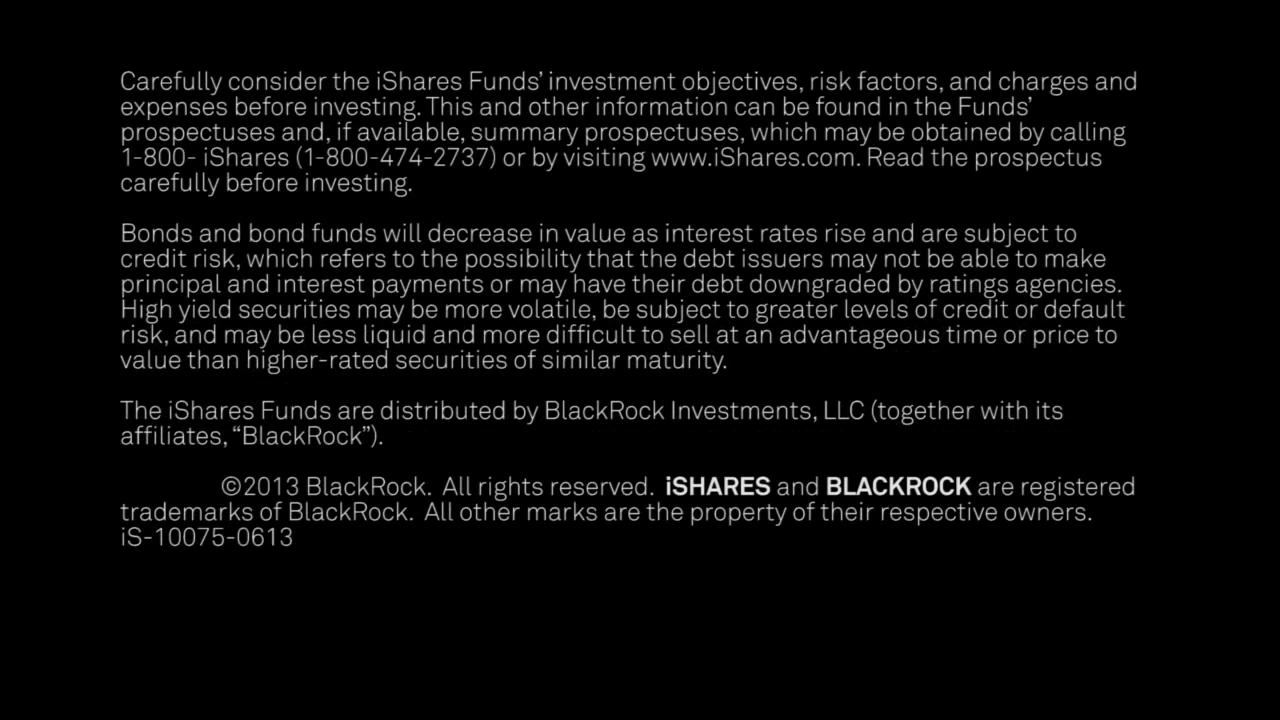 Carefully consider the iShares Funds’ investment objectives, risk factors, and charges and
expenses before investing. This and other information can be found in the Funds’
prospectuses and, if available, summary prospectuses, which may be obtained by calling
1-800- iShares (1-800-474-2737) or by visiting www.iShares.com. Read the prospectus
carefully before investing.
Bonds and bond funds will decrease in value as interest rates rise and are subject to
credit risk, which refers to the possibility that the debt issuers may not be able to make
principal and interest payments or may have their debt downgraded by ratings agencies.
High yield securities may be more volatile, be subject to greater levels of credit or default
risk, and may be less liquid and more difficult to sell at an advantageous time or price to
value than higher-rated securities of similar maturity.
The iShares Funds are distributed by BlackRock Investments, LLC (together with its
affiliates, “BlackRock”).
©2013 BlackRock. All rights reserved. iSHARES and BLACKROCK are registered
trademarks of BlackRock. All other marks are the property of their respective owners.
iS-10075-0613